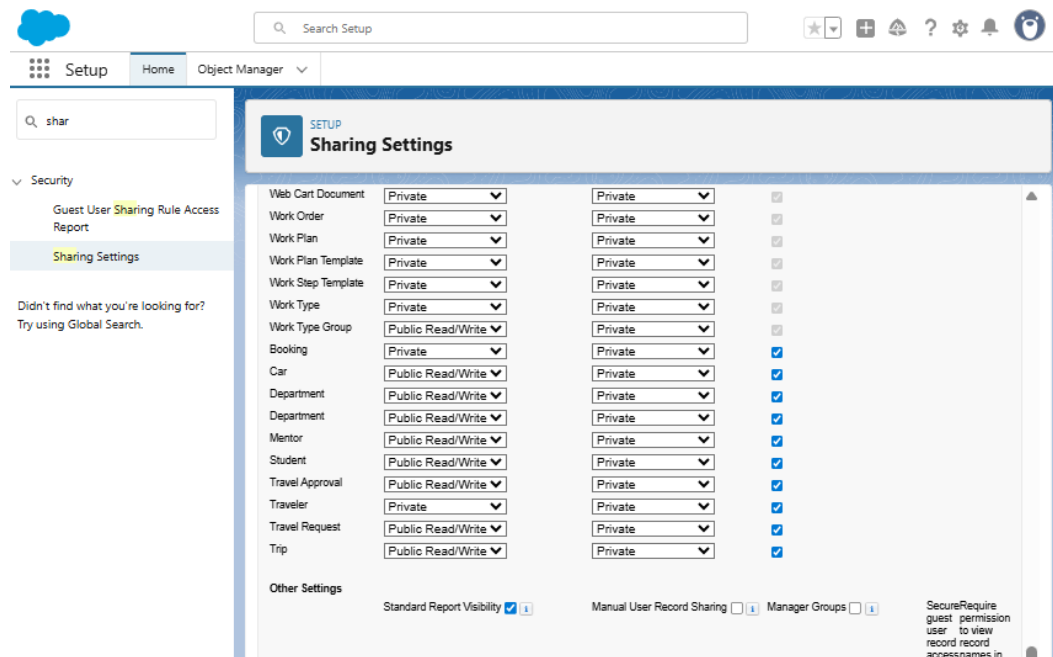 Search Setup
Setup
Home
Object Manager
shar
Security
Guest User Sharing Rule Access
Report
Sharing Settings
Didn't find what you're looking for?
Try using Global Search.
SETUP
Sharing Settings
Web Cart Document Private Private
Work Order Private Private
Work Plan Private Private
Work Plan Template Private Private
Work Step Template Private Private
Work Type Private Private
Work Type Group Public Read/Write Private
Booking Private Private
Car Public Read/Write Private
Department Public Read/Write Private
Department Public Read/Write Private
Mentor Public Read/Write Private
Student Public Read/Write Private
Travel Approval Public Read/Write Private
Traveler Private Private
Travel Request Public Read/Write Private
Trip Public Read/Write Private
Other Settings
Standard Report Visibility i Manual User Record Sharing i Manager Groups i
Secure Require
guest permission
user to view
record record
access names in